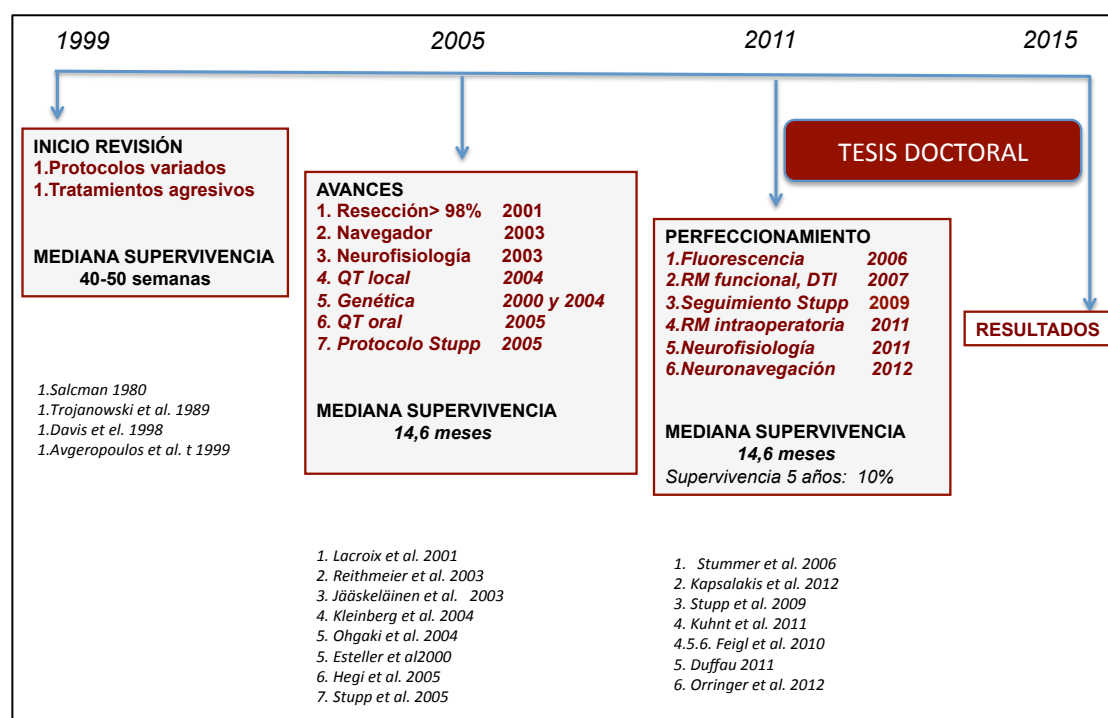 1999
2005
2011
2015
INICIO REVISIÓN
1.Protocolos variados
1.Tratamientos agresivos
MEDIANA SUPERVIVENCIA
40-50 semanas
1.Salcman 1980
1.Trojanowski et al. 1989
1.Davis et el. 1998
1.Avgeropoulos et al. t 1999
AVANCES
1. Resección> 98% 2001
2. Navegador 2003
3. Neurofisiología 2003
4. QT local 2004
5. Genética 2000 y 2004
6. QT oral 2005
7. Protocolo Stupp 2005
MEDIANA SUPERVIVENCIA
14,6 meses
1. Lacroix et al. 2001
2. Reithmeier et al. 2003
3. Jääskeläinen et al. 2003
4. Kleinberg et al. 2004
5. Ohgaki et al. 2004
5. Esteller et al2000
6. Hegi et al. 2005
7. Stupp et al. 2005
TESIS DOCTORAL
PERFECCIONAMIENTO
1.Fluorescencia 2006
2.RM funcional, DTI 2007
3.Seguimiento Stupp 2009
4.RM intraoperatoria 2011
5.Neurofisiología 2011
6.Neuronavegación 2012
MEDIANA SUPERVIVENCIA
14,6 meses
Supervivencia 5 años: 10%
1. Stummer et al. 2006
2. Kapsalakis et al. 2012
3. Stupp et al. 2009
4. Kuhnt et al. 2011
4.5.6. Feigl et al. 2010
5. Duffau 2011
6. Orringer et al. 2012
RESULTADOS